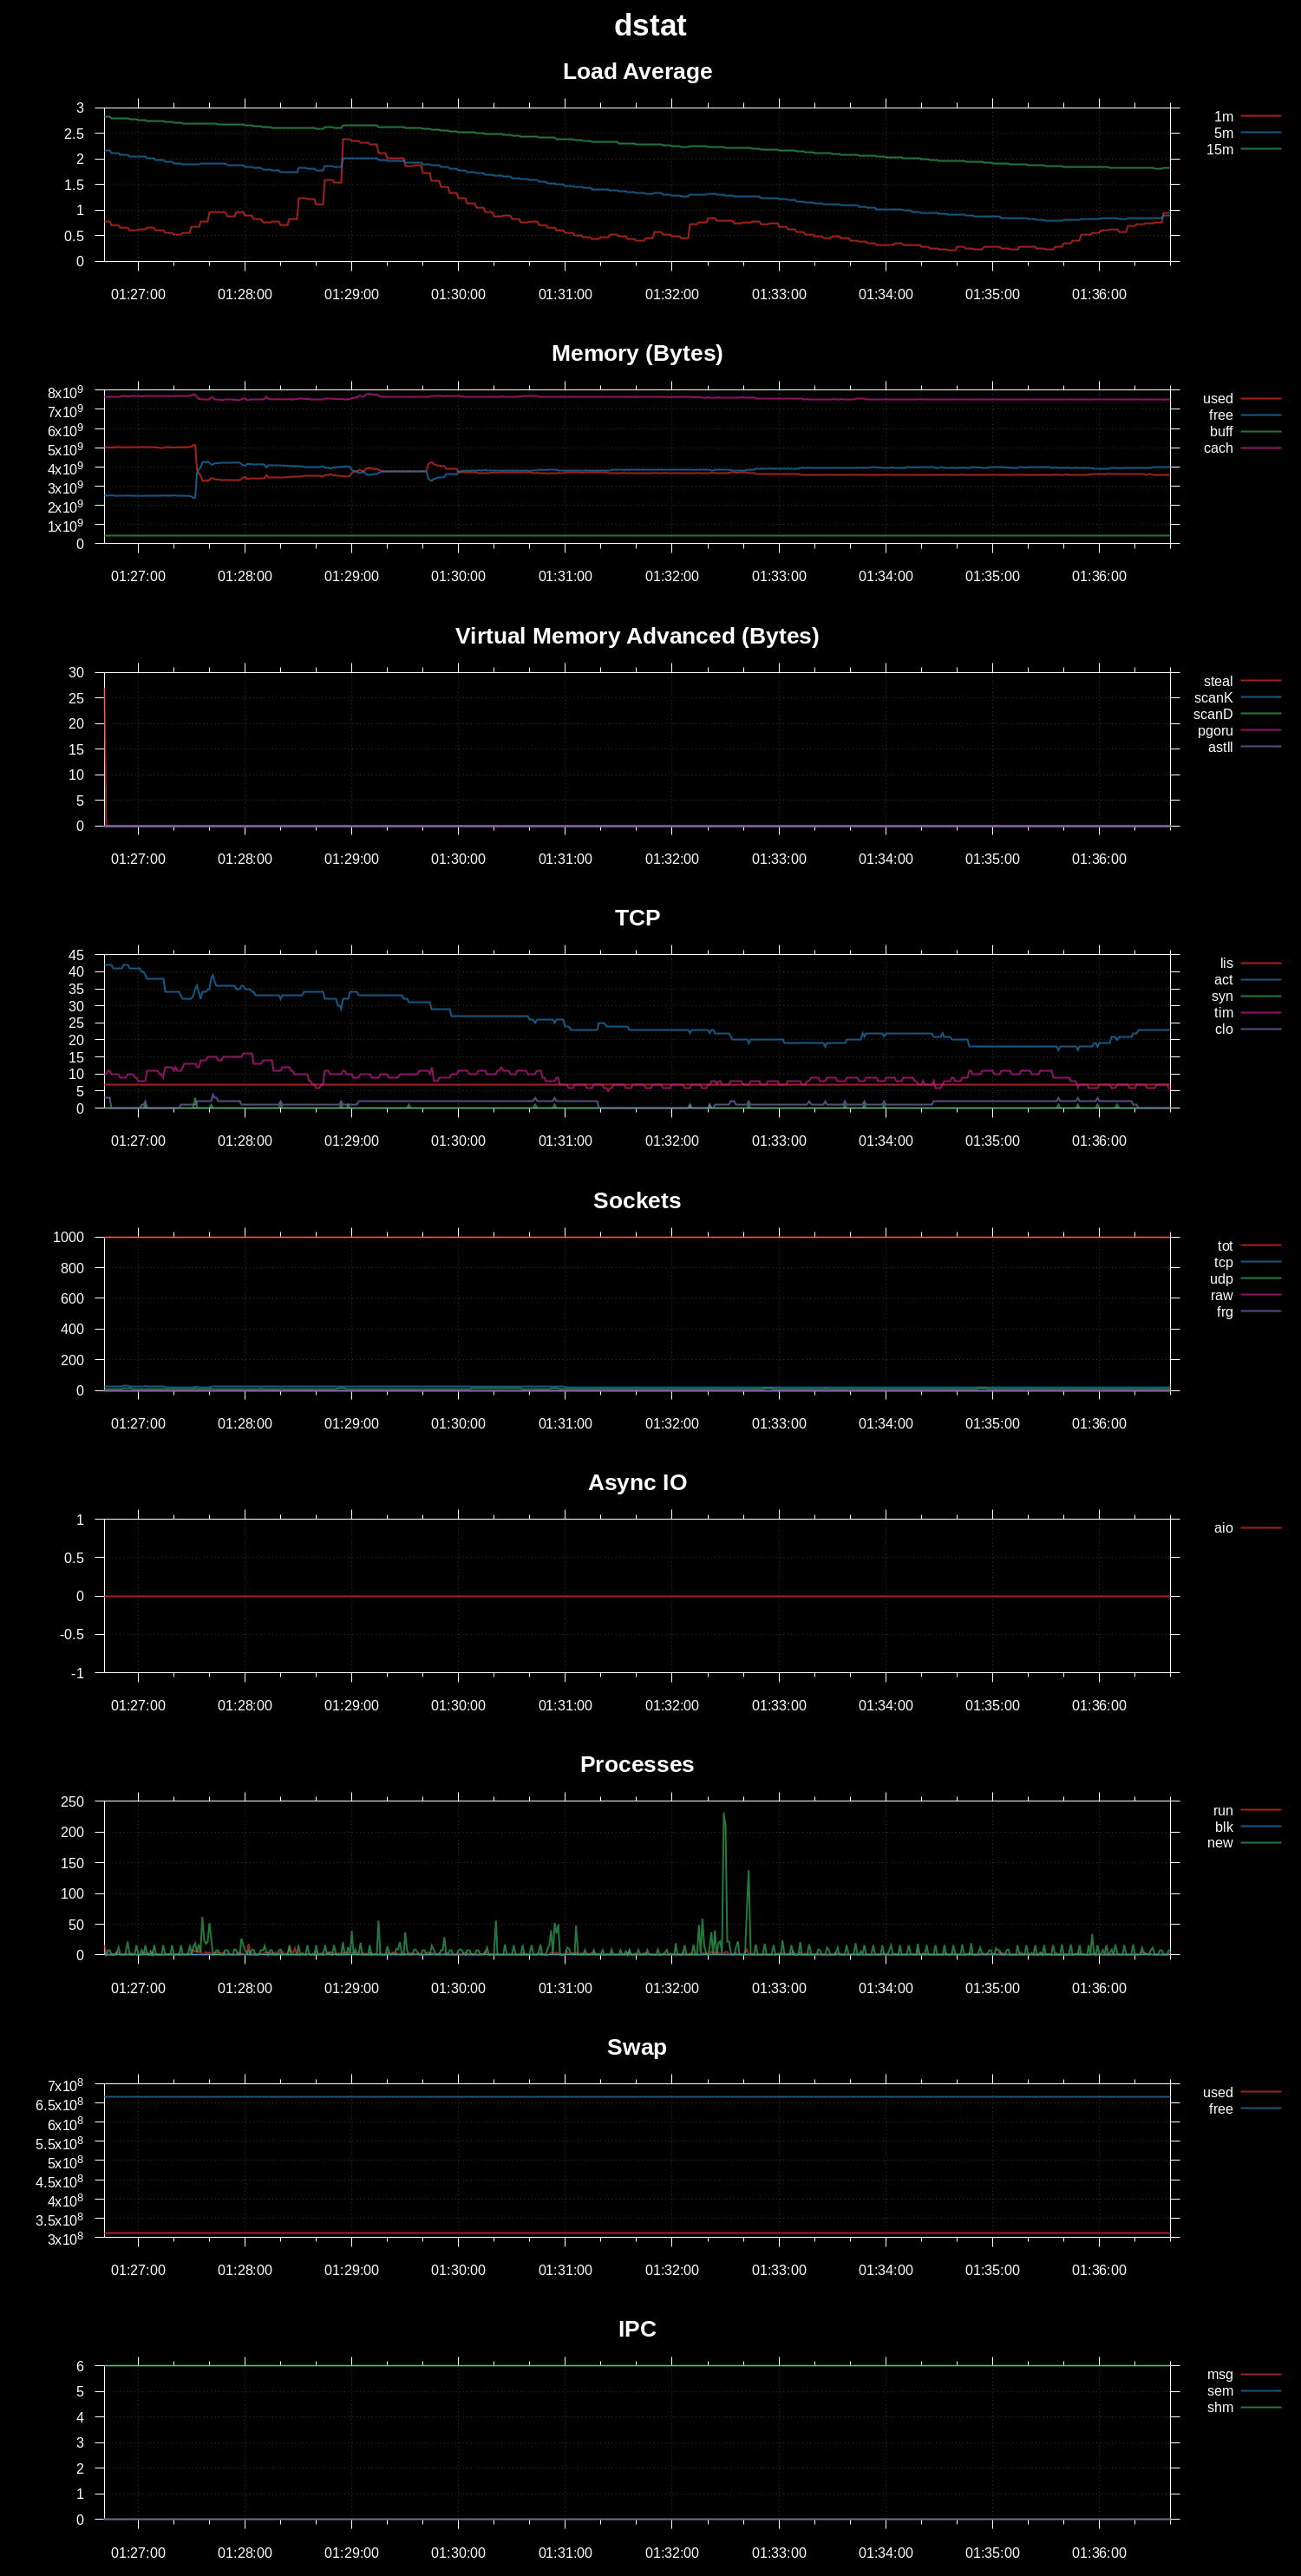 dstat
Load Average
3
2.5
2
1.5
1
0.5
0
01:27:00 01:28:00 01:29:00 01:30:00 01:31:00 01:32:00 01:33:00 01:34:00 01:35:00 01:36:00
1m
5m
15m
Memory (Bytes)
8x10⁹
7x10⁹
6x10⁹
5x10⁹
4x10⁹
3x10⁹
2x10⁹
1x10⁹
0
01:27:00 01:28:00 01:29:00 01:30:00 01:31:00 01:32:00 01:33:00 01:34:00 01:35:00 01:36:00
used
free
buff
cach
Virtual Memory Advanced (Bytes)
30
25
20
15
10
5
0
01:27:00 01:28:00 01:29:00 01:30:00 01:31:00 01:32:00 01:33:00 01:34:00 01:35:00 01:36:00
steal
scanK
scanD
pgoru
astll
TCP
45
40
35
30
25
20
15
10
5
0
01:27:00 01:28:00 01:29:00 01:30:00 01:31:00 01:32:00 01:33:00 01:34:00 01:35:00 01:36:00
lis
act
syn
tim
clo
Sockets
1000
800
600
400
200
0
01:27:00 01:28:00 01:29:00 01:30:00 01:31:00 01:32:00 01:33:00 01:34:00 01:35:00 01:36:00
tot
tcp
udp
raw
frg
Async IO
1
0.5
0
-0.5
-1
01:27:00 01:28:00 01:29:00 01:30:00 01:31:00 01:32:00 01:33:00 01:34:00 01:35:00 01:36:00
aio
Processes
250
200
150
100
50
0
01:27:00 01:28:00 01:29:00 01:30:00 01:31:00 01:32:00 01:33:00 01:34:00 01:35:00 01:36:00
run
blk
new
Swap
7x10⁸
6.5x10⁸
6x10⁸
5.5x10⁸
5x10⁸
4.5x10⁸
4x10⁸
3.5x10⁸
3x10⁸
01:27:00 01:28:00 01:29:00 01:30:00 01:31:00 01:32:00 01:33:00 01:34:00 01:35:00 01:36:00
used
free
IPC
6
5
4
3
2
1
0
01:27:00 01:28:00 01:29:00 01:30:00 01:31:00 01:32:00 01:33:00 01:34:00 01:35:00 01:36:00
msg
sem
shm